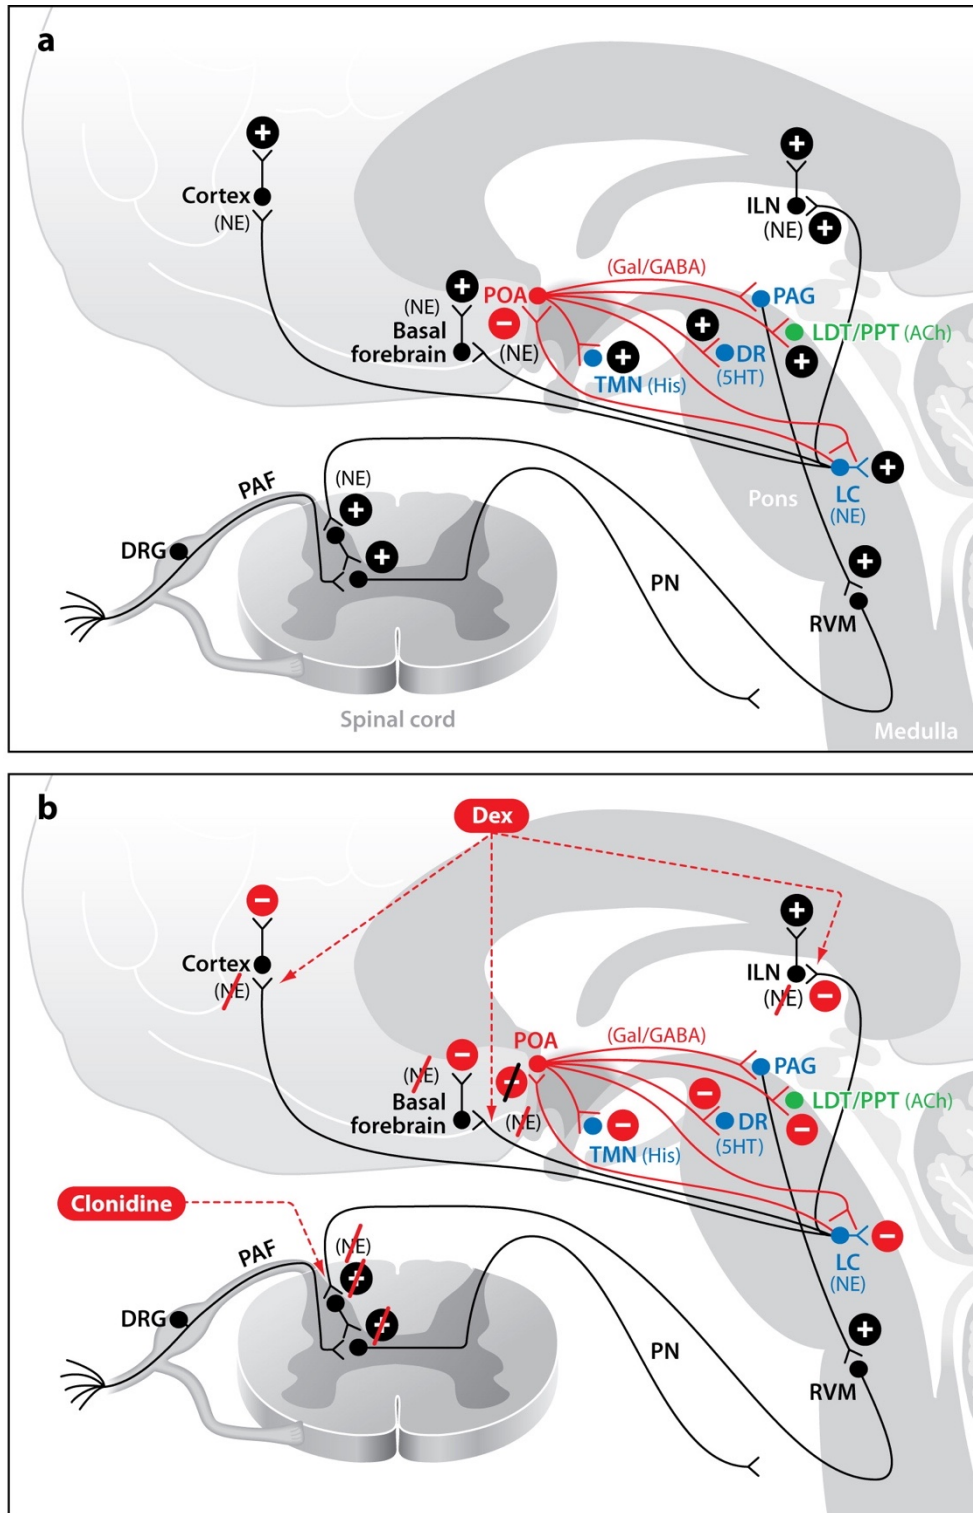 a
+
+
Cortex
(NE)
ILN
(NE)
+
(Gal/GABA)
+
(NE)
POA
PAG
Basal
forebrain
−
(NE)
+
LDT/PPT (ACh)
+
DR
+
TMN (His)
(5HT)
PAF
(NE)
+
+
LC
(NE)
Pons
DRG
+
+
PN
RVM
Spinal cord
Medulla
b
Dex
−
+
Cortex
(NE)
ILN
(NE)
−
(Gal/GABA)
POA
−
(NE)
−
PAG
Basal
forebrain
(NE)
−
LDT/PPT (ACh)
−
DR
−
TMN (His)
(5HT)
Clonidine
(NE)
PAF
+
−
LC
(NE)
DRG
+
+
PN
RVM